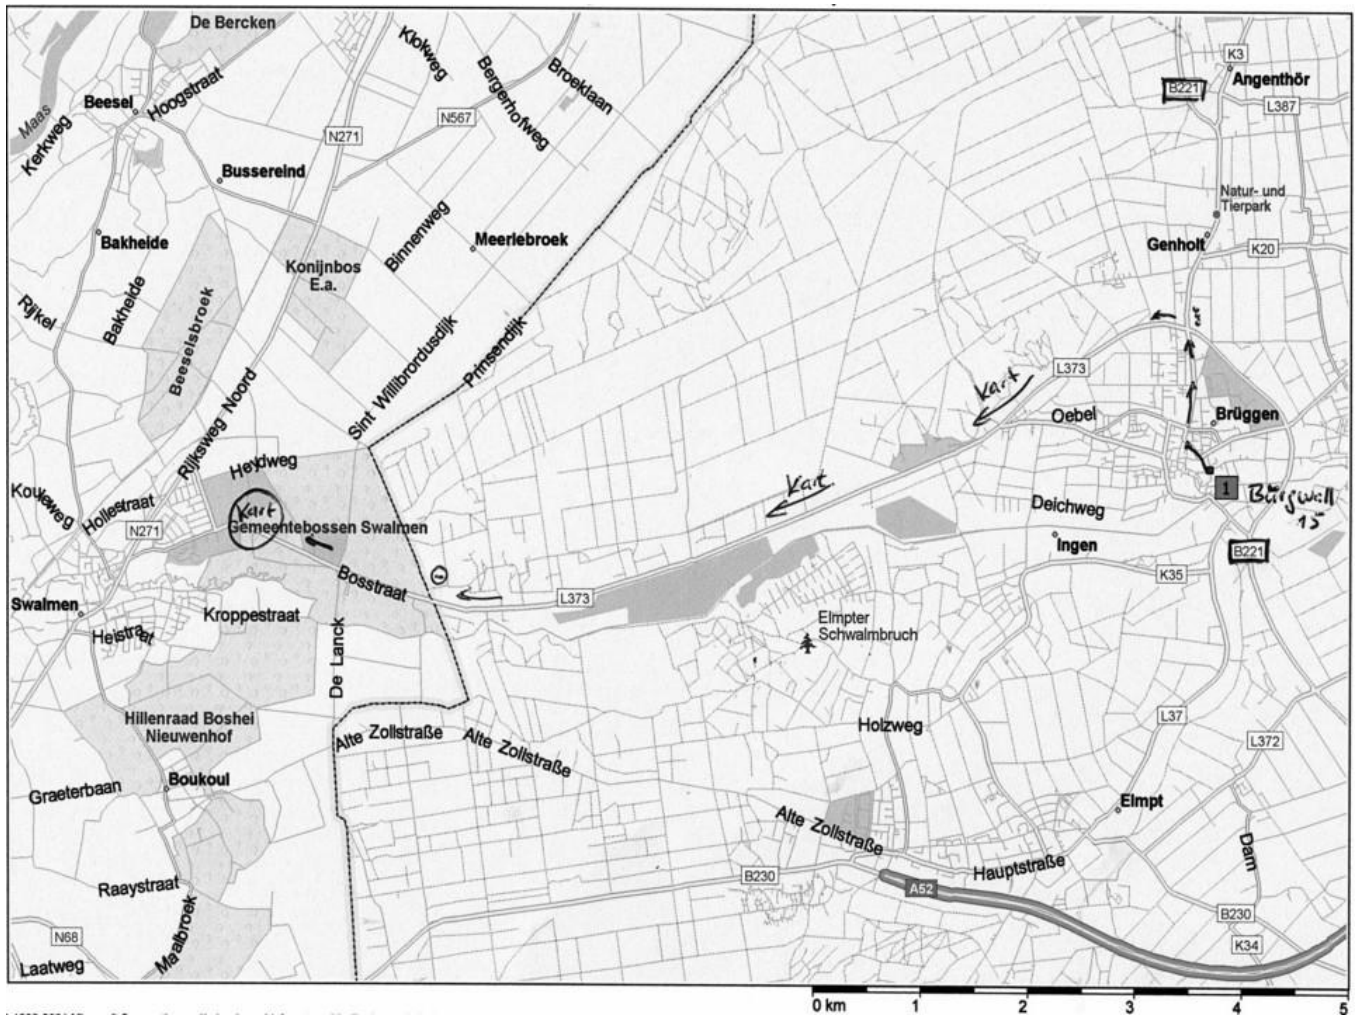 De Bercken
Klokweg
Bergerhofweg
Broeklaan
K3
Angenthör
B221
L387
Beesel
Hoogstraat
Maas
Kerkweg
N271
N567
Bussereind
Natur- und
Tierpark
Genholt
K20
Bakheide
Binnenweg
Meerlebroek
Konijnbos
E.a.
Rijkel
Bakheide
Beeselsbroek
Sint Willibrordusdijk
Prinsendijk
L373
Kart
Oebel
Brüggen
Rijksweg Noord
Heydweg
Kouleweg
Hollestraat
N271
Kart
Gemeentebossen Swalmen
Kart
Deichweg
1
Burgwall
15
Ingen
B221
K35
Bosstraat
L373
Swalmen
Heistraat
Kroppestraat
De Lanck
Elmpter
Schwalmbruch
Hillenraad Boshei
Nieuwenhof
Alte Zollstraße
Alte Zollstraße
Holzweg
L37
L372
Graeterbaan
Boukoul
Elmpt
Alte Zollstraße
Hauptstraße
Dam
B230
A52
Raaystraat
Maalbroek
N68
Laatweg
B230
K34
0 km
1
2
3
4
5